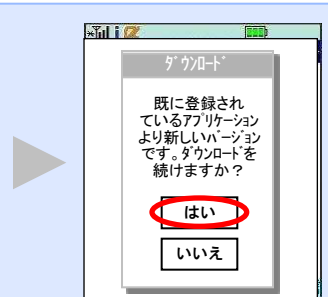 ﾀﾞｳﾝﾛｰﾄﾞ
既に登録され
ているｱﾌﾟﾘｹｰｼｮﾝ
より新しいﾊﾞｰｼﾞｮﾝ
です。ﾀﾞｳﾝﾛｰﾄﾞを
続けますか？
はい
いいえ